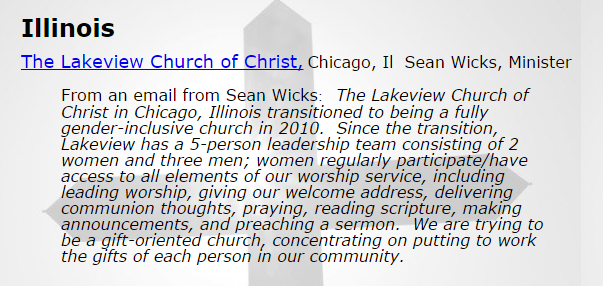 Illinois
The Lakeview Church of Christ, Chicago, Il  Sean Wicks, Minister
From an email from Sean Wicks:  The Lakeview Church of
Christ in Chicago, Illinois transitioned to being a fully
gender-inclusive church in 2010.  Since the transition,
Lakeview has a 5-person leadership team consisting of 2
women and three men; women regularly participate/have
access to all elements of our worship service, including
leading worship, giving our welcome address, delivering
communion thoughts, praying, reading scripture, making
announcements, and preaching a sermon.  We are trying to
be a gift-oriented church, concentrating on putting to work
the gifts of each person in our community.